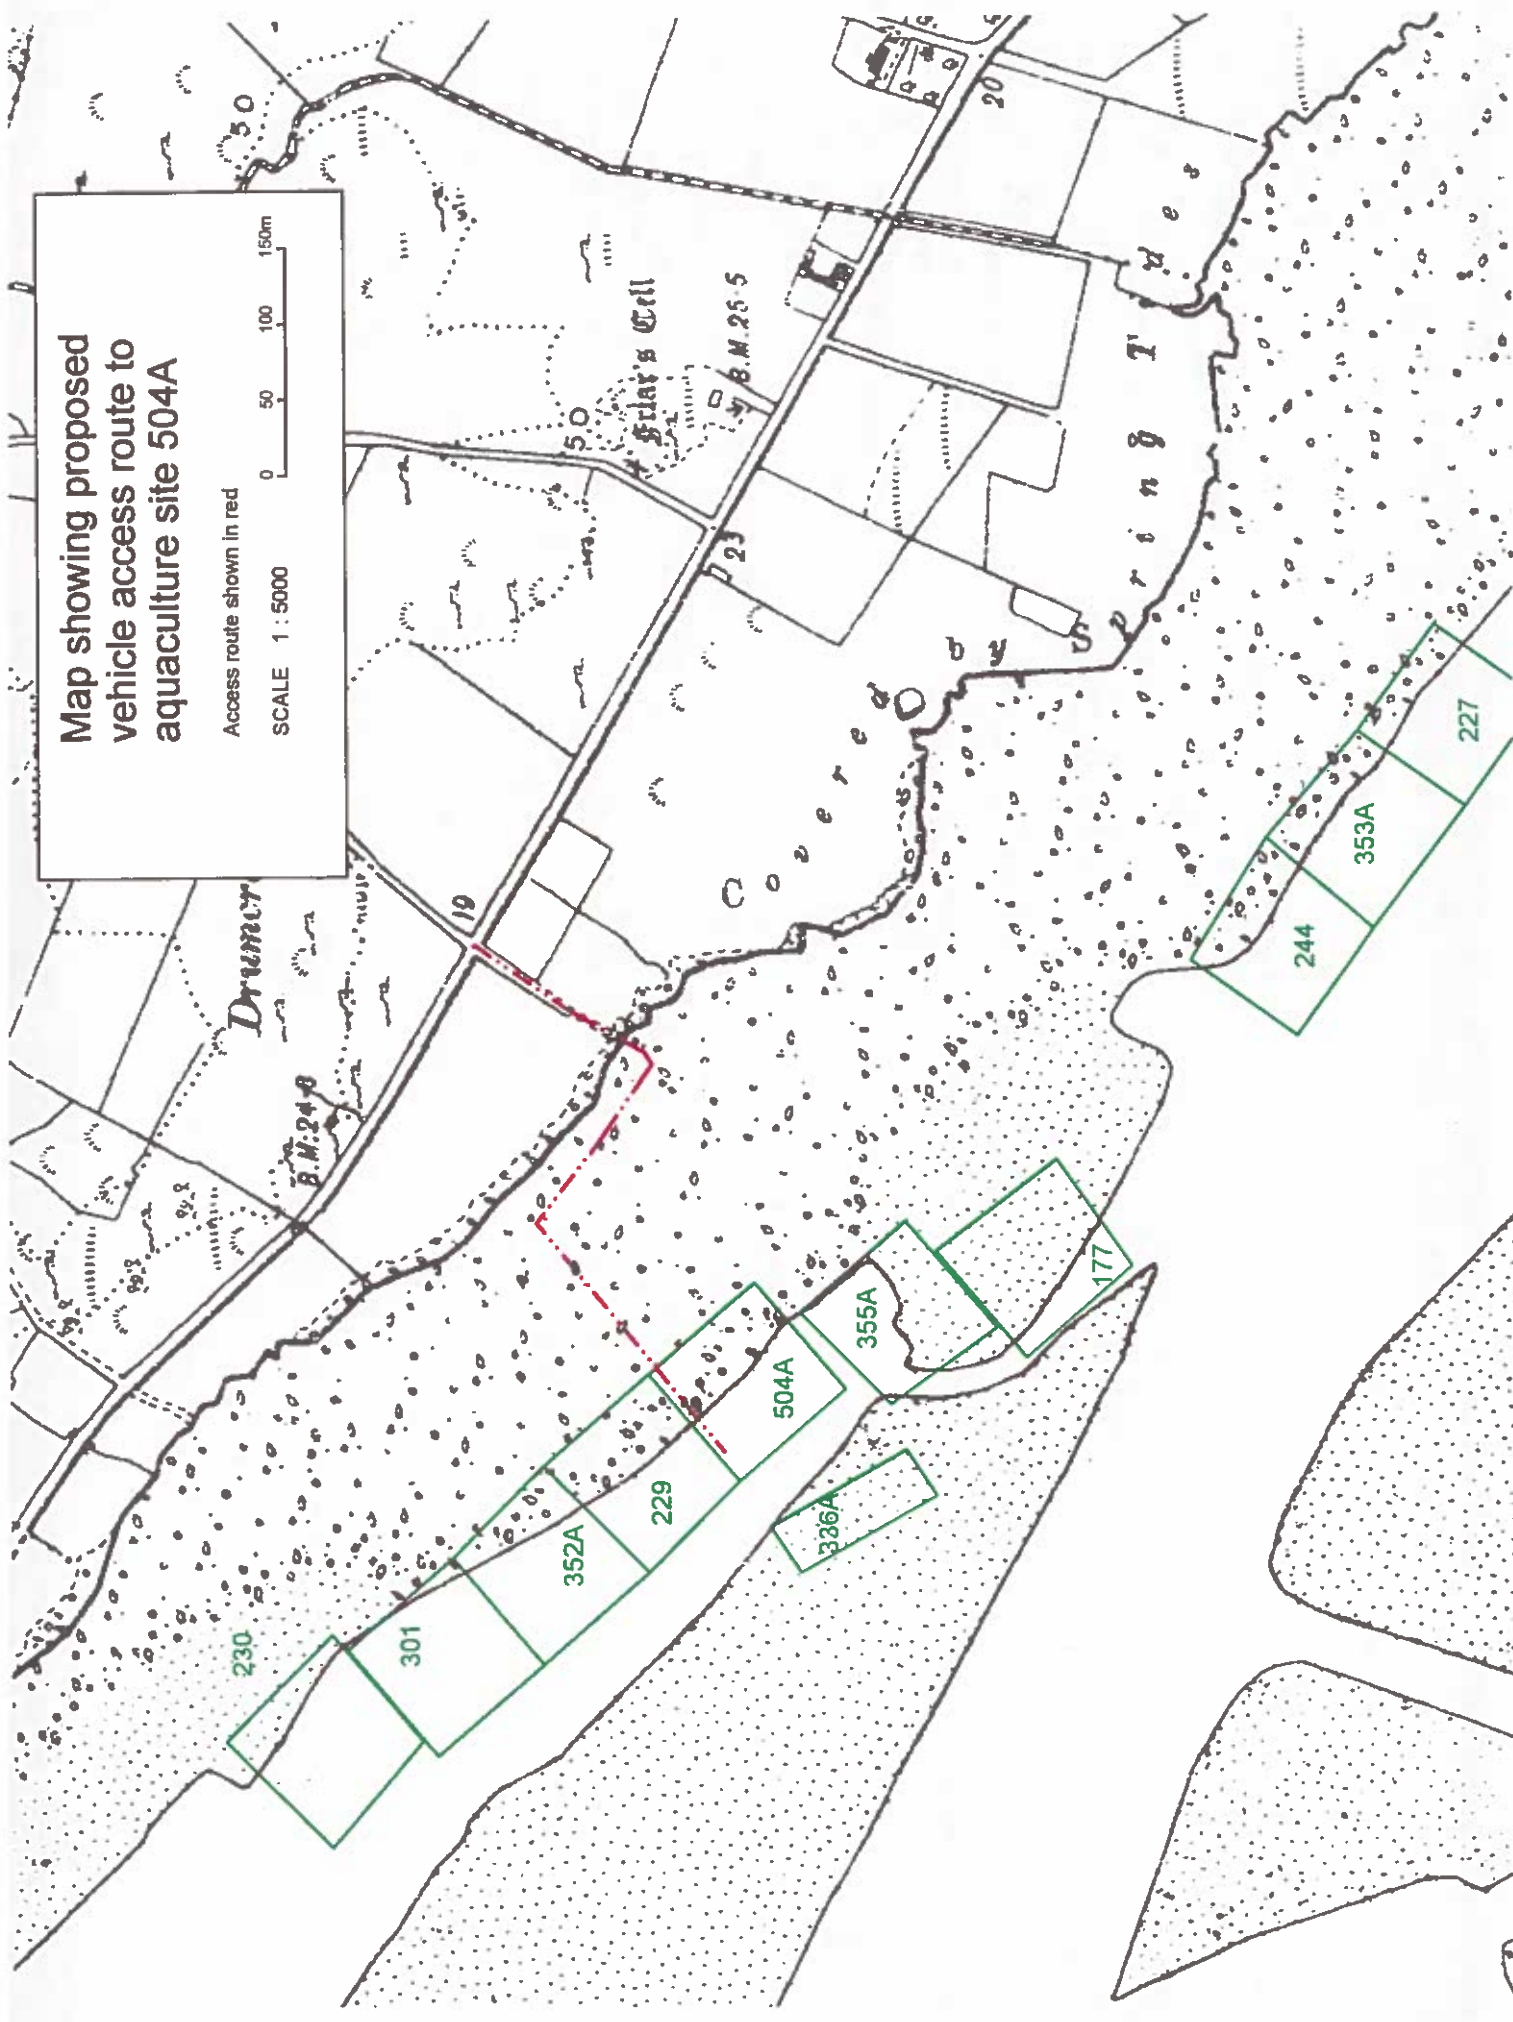 Map showing proposed
vehicle access route to
aquaculture site 504A
Access route shown in red
SCALE 1 : 5000
0 50 100 150m
50
50
Friar's Cell
B.M.25.5
20
23
19
B.M.24.8
Covered
Spring Tides
230
301
352A
229
504A
355A
177
336A
244
353A
227